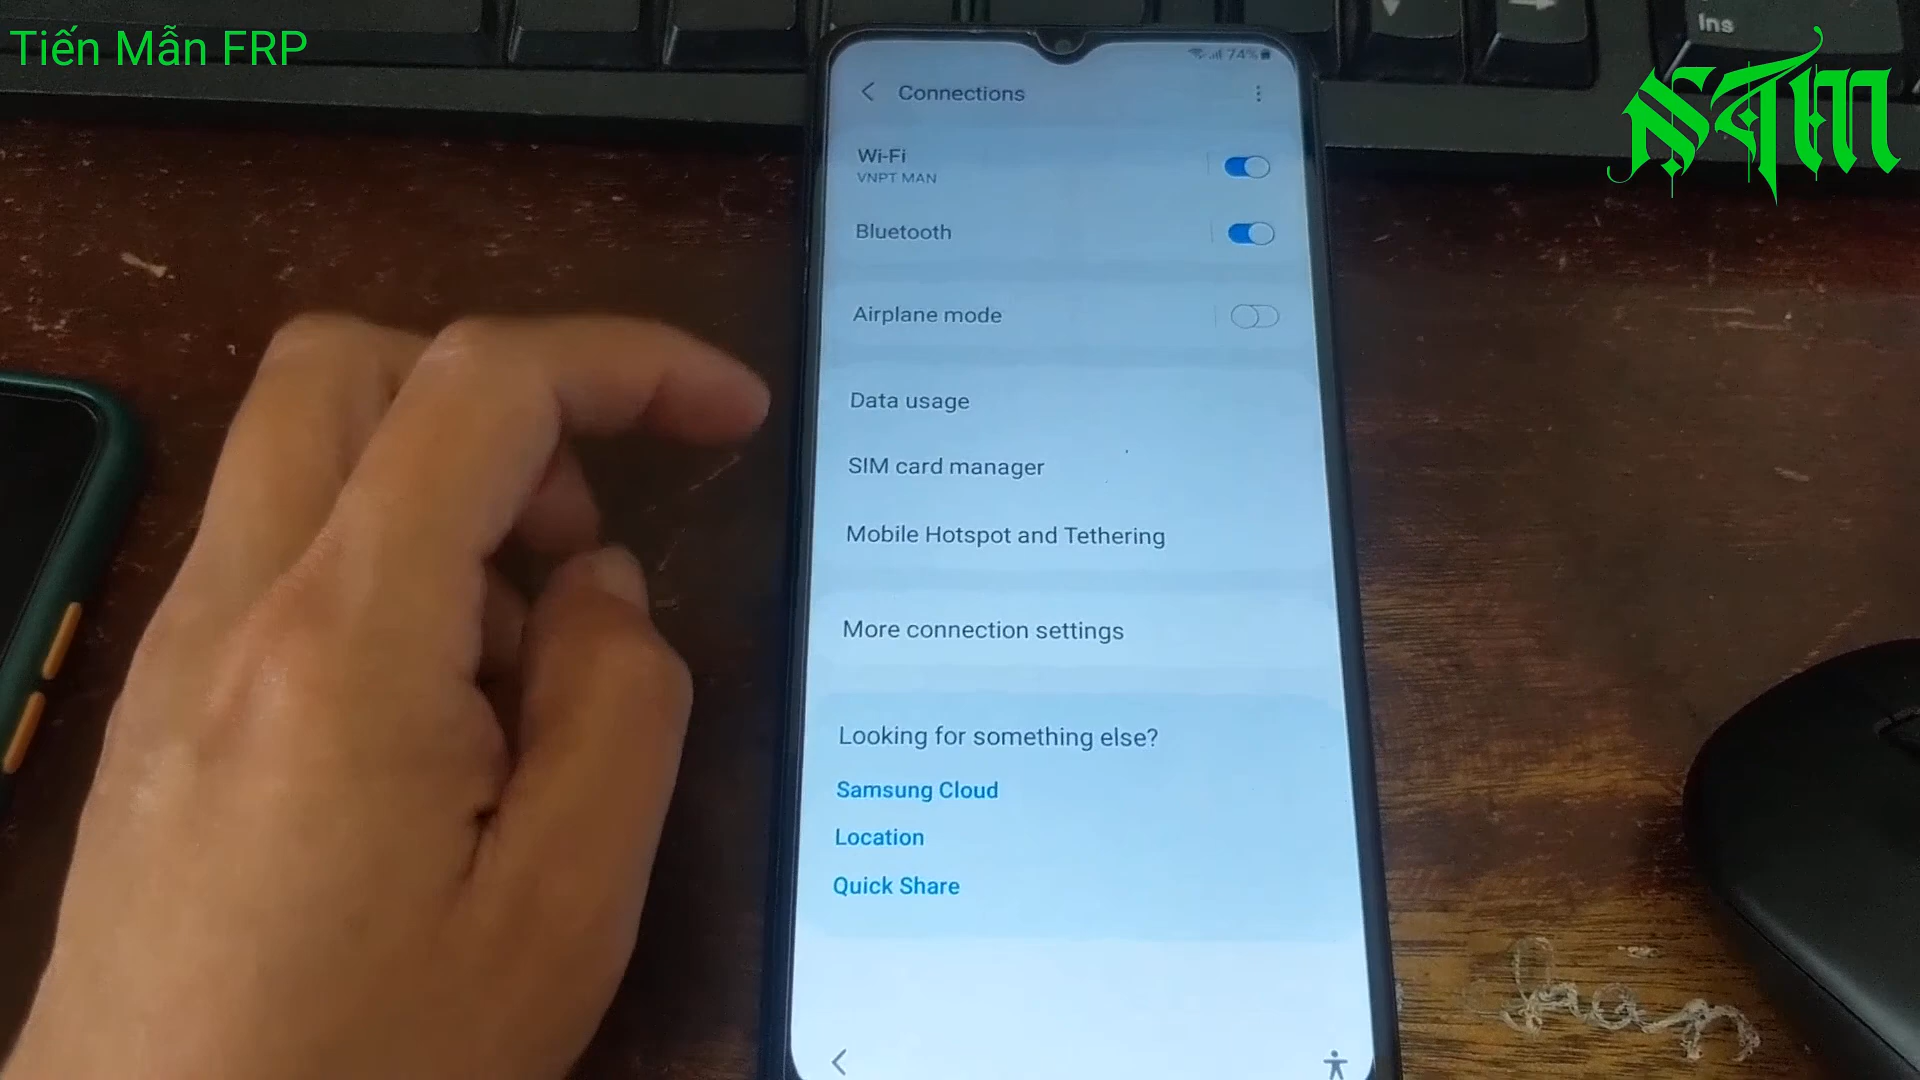 Tiến Mẫn FRP
Ins
74%
Connections
Wi-Fi
VNPT MAN
Bluetooth
Airplane mode
Data usage
SIM card manager
Mobile Hotspot and Tethering
More connection settings
Looking for something else?
Samsung Cloud
Location
Quick Share